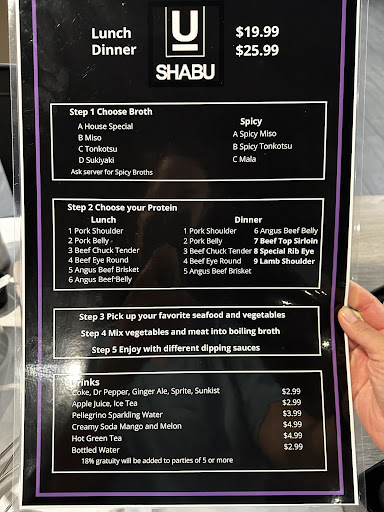 Lunch $19.99
Dinner $25.99
U
SHABU
Step 1 Choose Broth
A House Special
B Miso
C Tonkotsu
D Sukiyaki
Ask server for Spicy Broths
Spicy
A Spicy Miso
B Spicy Tonkotsu
C Mala
Step 2 Choose your Protein
Lunch
1 Pork Shoulder
2 Pork Belly
3 Beef Chuck Tender
4 Beef Eye Round
5 Angus Beef Brisket
6 Angus Beef Belly
Dinner
1 Pork Shoulder
2 Pork Belly
3 Beef Chuck Tender
4 Beef Eye Round
5 Angus Beef Brisket
6 Angus Beef Belly
7 Beef Top Sirloin
8 Special Rib Eye
9 Lamb Shoulder
Step 3 Pick up your favorite seafood and vegetables
Step 4 Mix vegetables and meat into boiling broth
Step 5 Enjoy with different dipping sauces
Drinks
Coke, Dr Pepper, Ginger Ale, Sprite, Sunkist $2.99
Apple Juice, Ice Tea $2.99
Pellegrino Sparkling Water $3.99
Creamy Soda Mango and Melon $4.99
Hot Green Tea $4.99
Bottled Water $2.99
18% gratuity will be added to parties of 5 or more